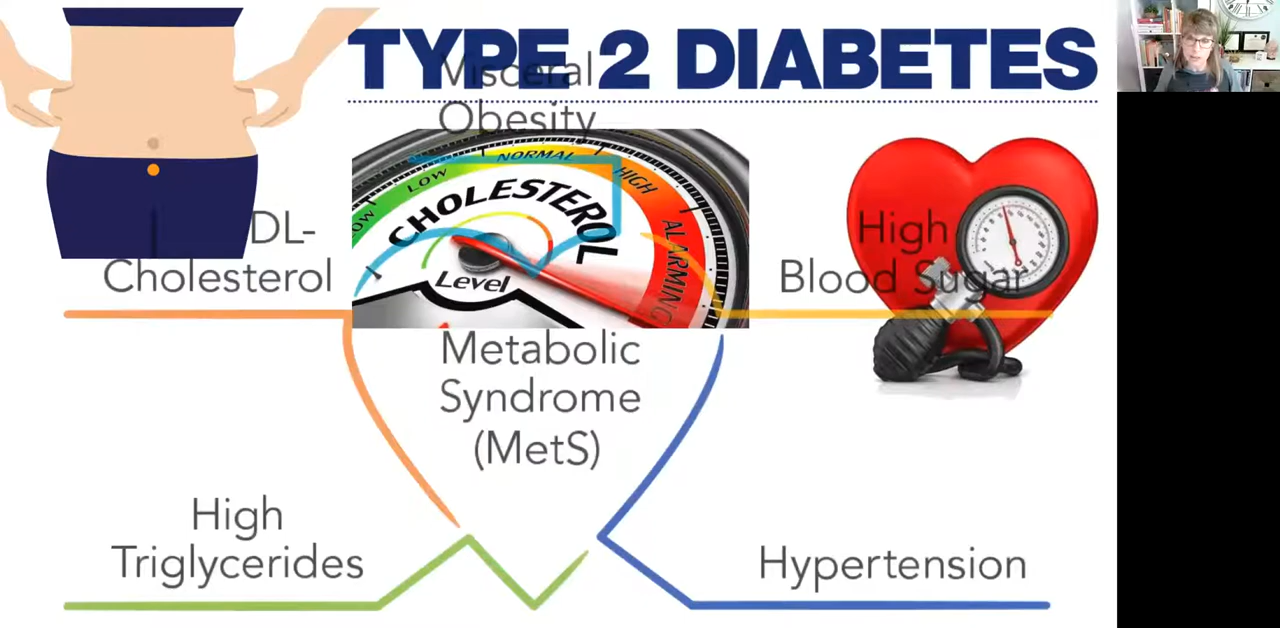 TYPE 2 DIABETES
Visceral
Obesity
LOW
LOW
NORMAL
HIGH
ALARMING
CHOLESTEROL
Level
DL-
Cholesterol
High
Blood Sugar
Metabolic
Syndrome
(MetS)
High
Triglycerides
Hypertension